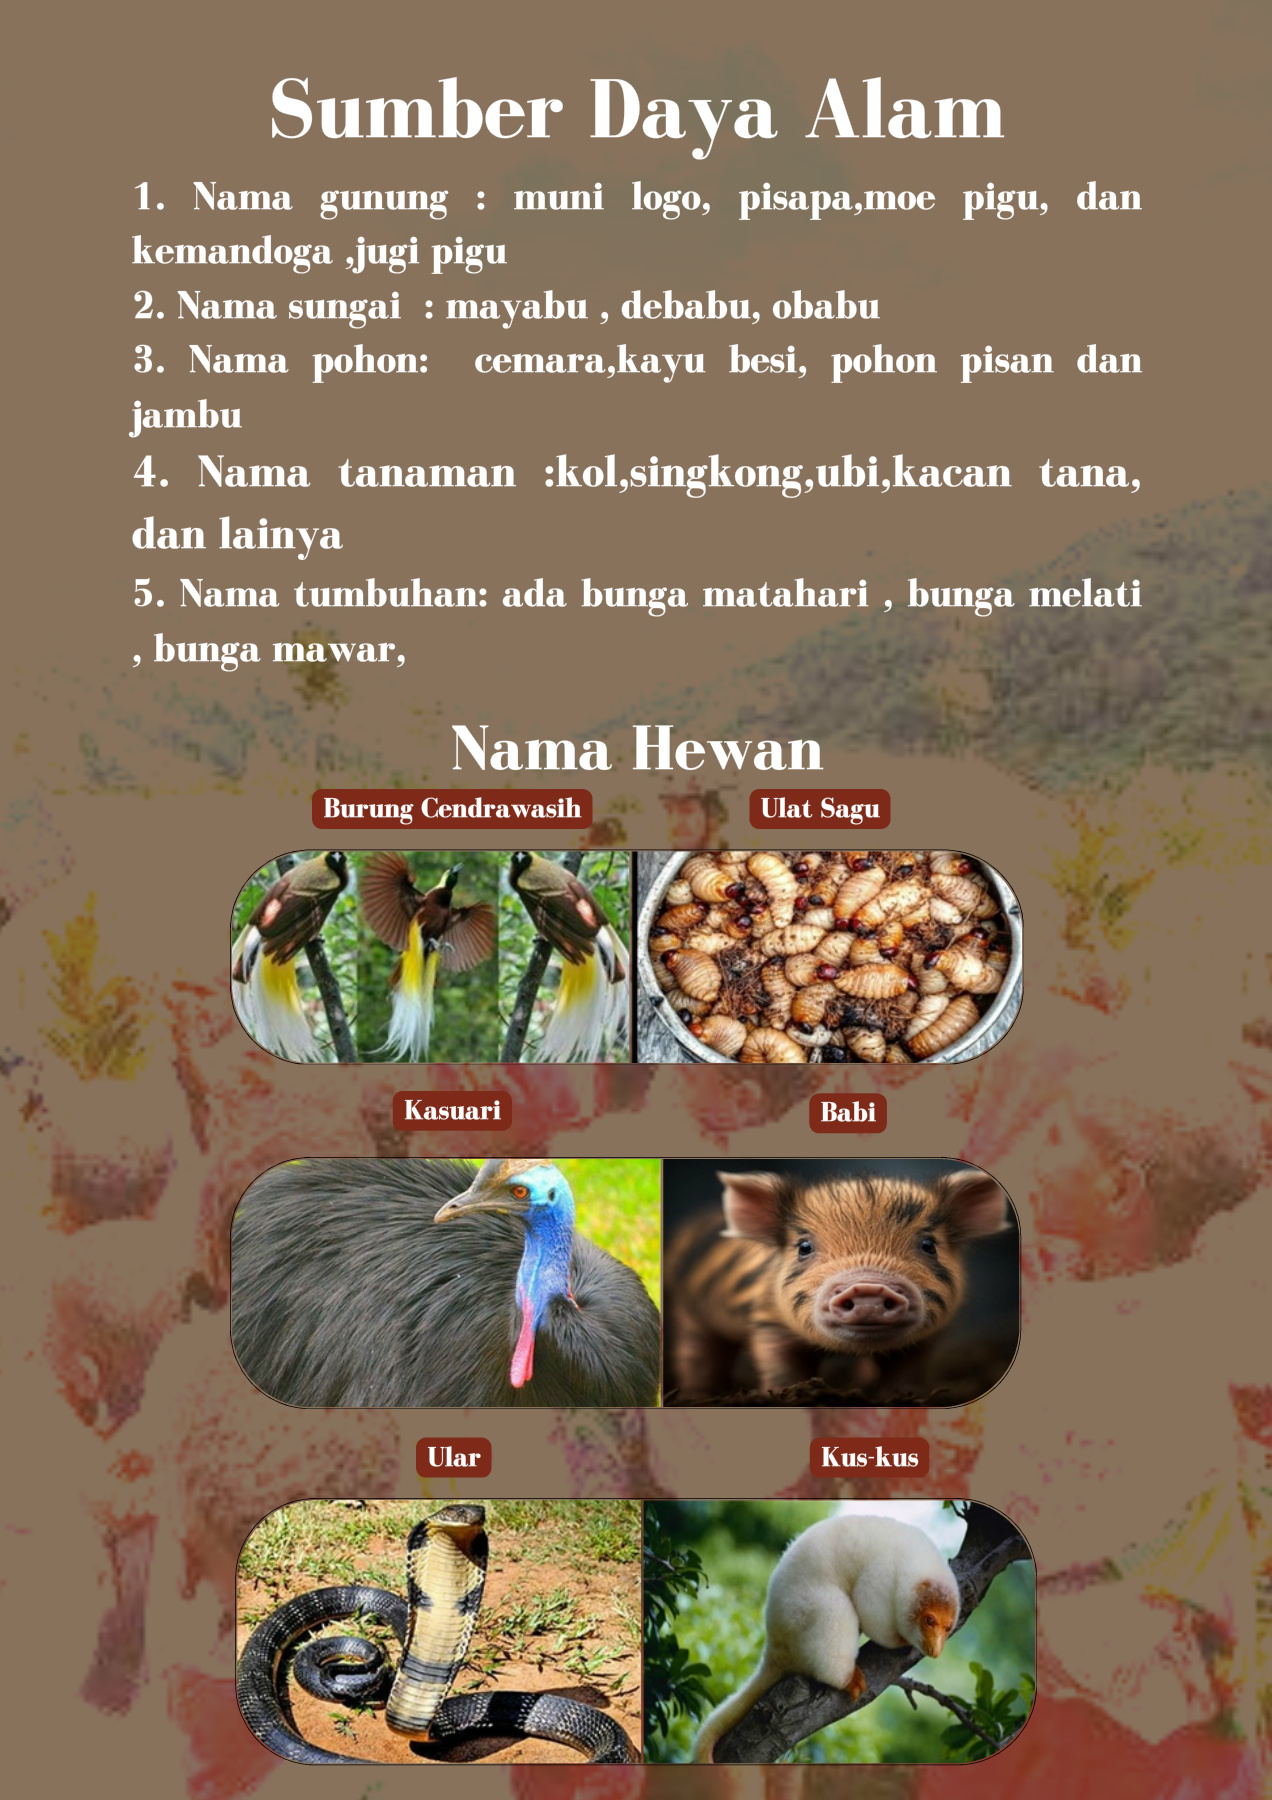 Sumber Daya Alam
1. Nama gunung : muni logo, pisapa,moe pigu, dan
kemandoga ,jugi pigu
2. Nama sungai : mayabu , debabu, obabu
3. Nama pohon: cemara,kayu besi, pohon pisan dan
jambu
4. Nama tanaman :kol,singkong,ubi,kacan tana,
dan lainya
5. Nama tumbuhan: ada bunga matahari , bunga melati
, bunga mawar,
Nama Hewan
Burung Cendrawasih
Ulat Sagu
Kasuari
Babi
Ular
Kus-kus